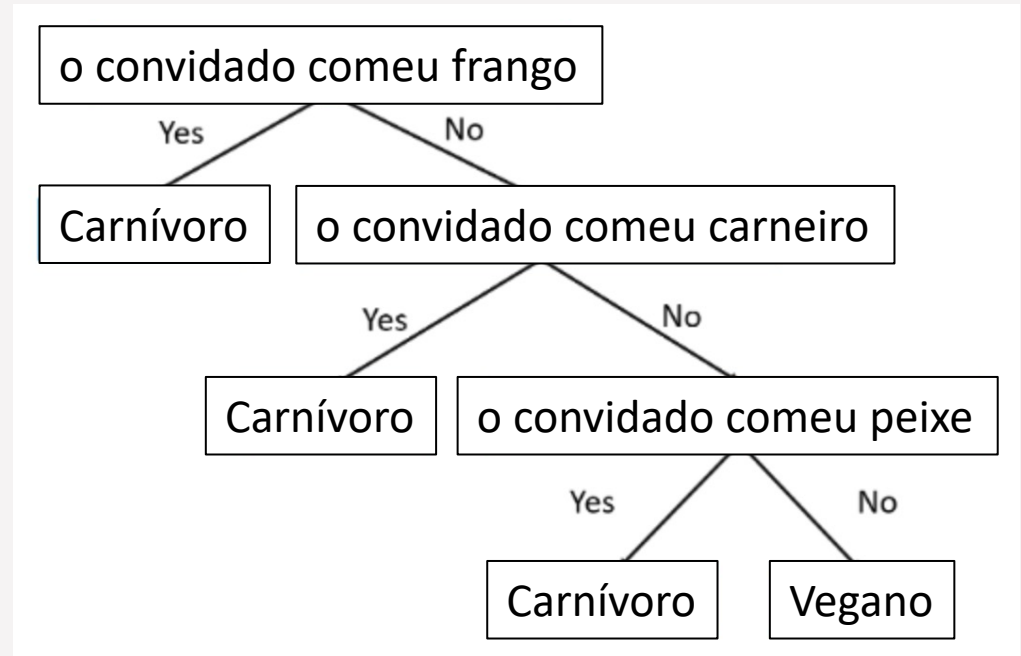 o convidado comeu frango
Yes
No
Carnívoro
o convidado comeu carneiro
Yes
No
Carnívoro
o convidado comeu peixe
Yes
No
Carnívoro
Vegano